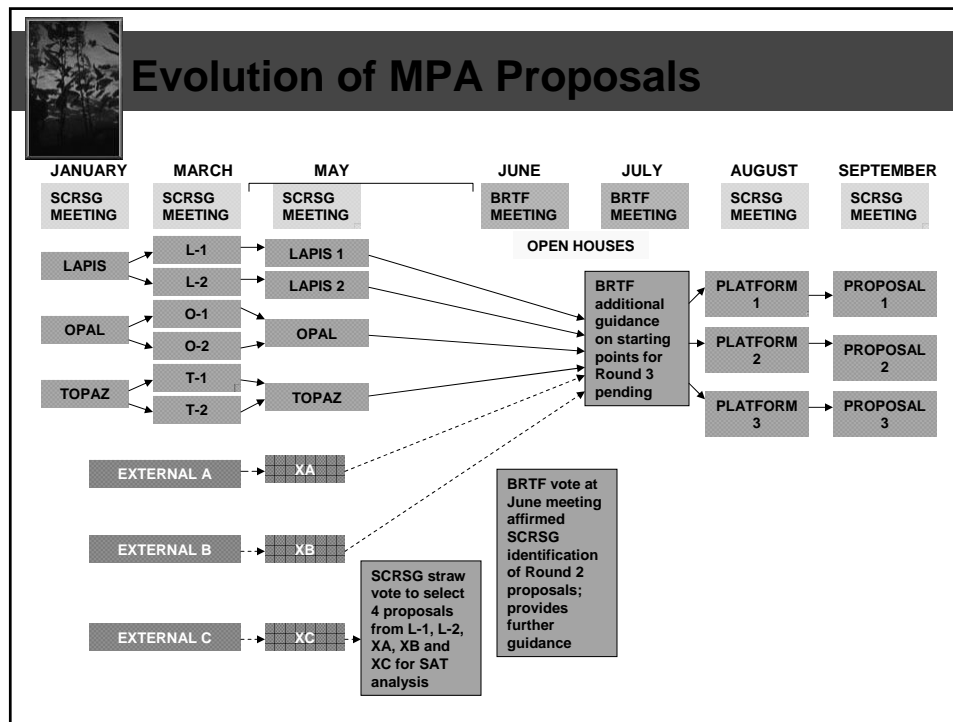 Evolution of MPA Proposals
JANUARY
MARCH
MAY
JUNE
JULY
AUGUST
SEPTEMBER
SCRSG
MEETING
SCRSG
MEETING
SCRSG
MEETING
BRTF
MEETING
BRTF
MEETING
SCRSG
MEETING
SCRSG
MEETING
OPEN HOUSES
LAPIS
L-1
L-2
LAPIS 1
LAPIS 2
OPAL
O-1
O-2
OPAL
TOPAZ
T-1
T-2
TOPAZ
BRTF
additional
guidance
on starting
points for
Round 3
pending
PLATFORM
1
PROPOSAL
1
PLATFORM
2
PROPOSAL
2
PLATFORM
3
PROPOSAL
3
EXTERNAL A
XA
EXTERNAL B
XB
EXTERNAL C
XC
SCRSG straw
vote to select
4 proposals
from L-1, L-2,
XA, XB and
XC for SAT
analysis
BRTF vote at
June meeting
affirmed
SCRSG
identification
of Round 2
proposals;
provides
further
guidance